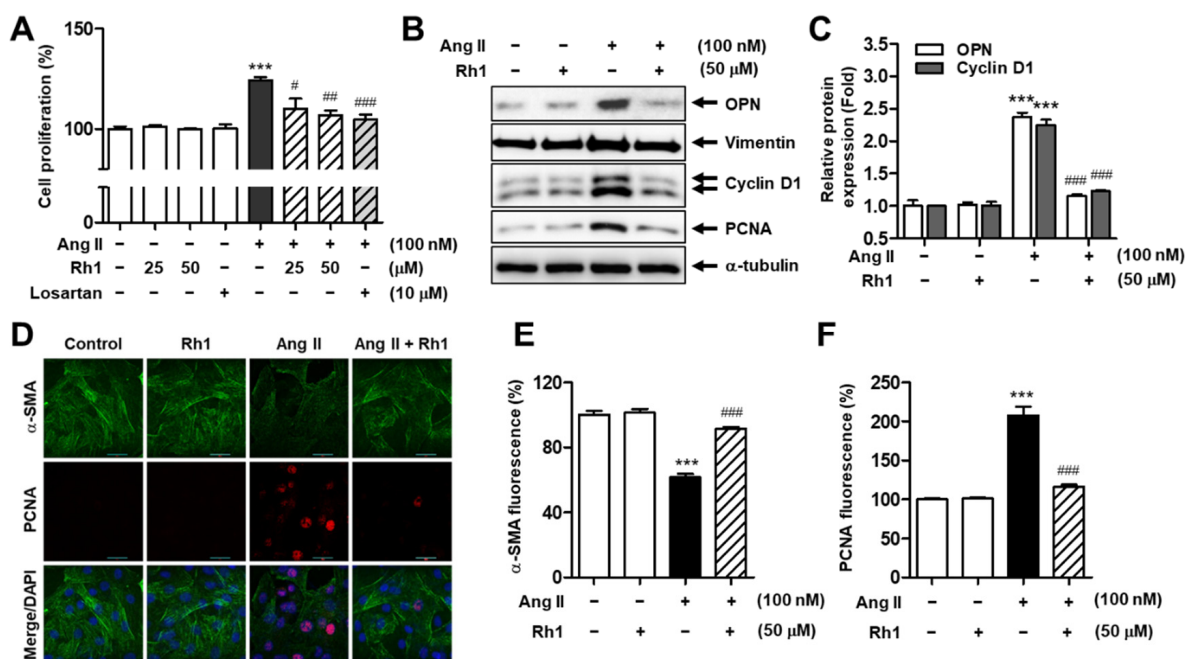 A
Cell proliferation (%)
150
100
0
*** # ## ###
Ang II – – – – + + + + (100 nM)
Rh1 – 25 50 – – 25 50 – (μM)
Losartan – – – + – – – + (10 μM)
B
Ang II – – + + (100 nM)
Rh1 – + – + (50 μM)
OPN
Vimentin
Cyclin D1
PCNA
α-tubulin
C
Relative protein
expression (Fold)
3.5
3.0
2.5
2.0
1.5
1.0
0.5
OPN
Cyclin D1
*** *** ### ###
Ang II – – + + (100 nM)
Rh1 – + – + (50 μM)
D
Control Rh1 Ang II Ang II + Rh1
α-SMA
PCNA
Merge/DAPI
E
α-SMA fluorescence (%)
120
80
40
0
*** ###
Ang II – – + + (100 nM)
Rh1 – + – + (50 μM)
F
PCNA fluorescence (%)
250
200
150
100
50
0
*** ###
Ang II – – + + (100 nM)
Rh1 – + – + (50 μM)